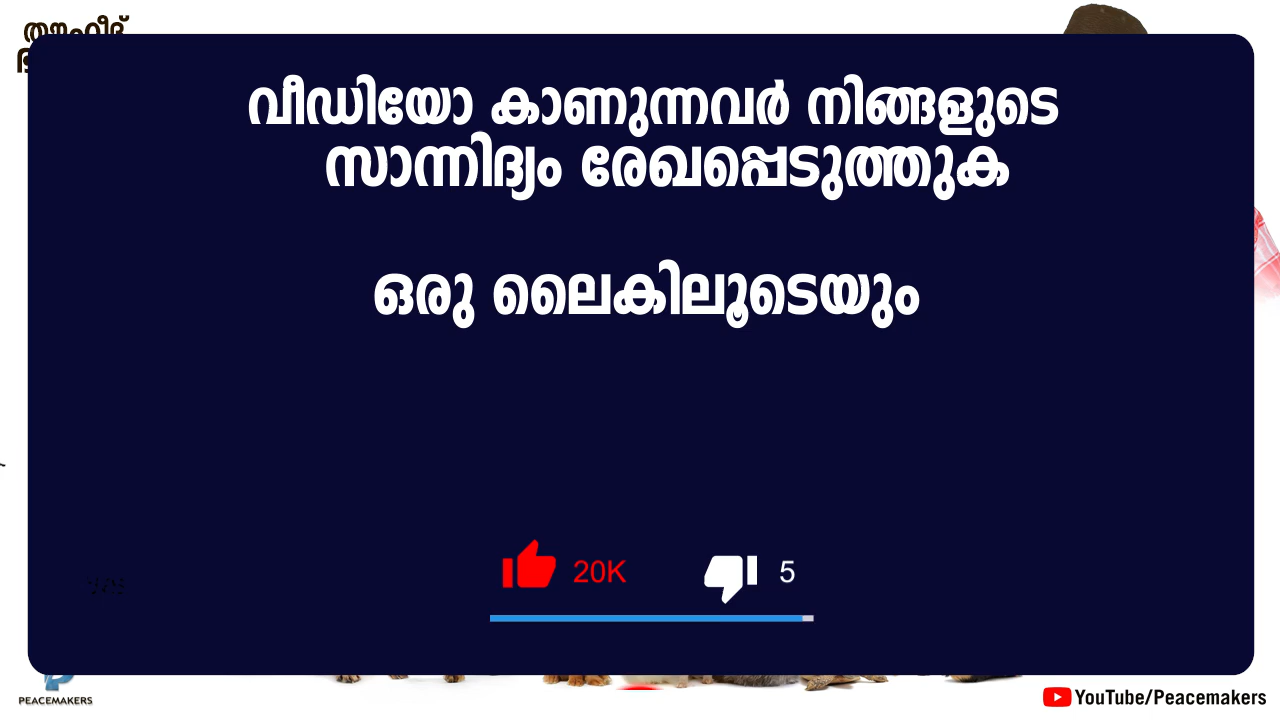 തൗഹീദ്
വീഡിയോ കാണുന്നവർ നിങ്ങളുടെ
സാന്നിദ്യം രേഖപ്പെടുത്തുക
ഒരു ലൈകിലൂടെയും
20K
5
PEACEMAKERS
YouTube/Peacemakers